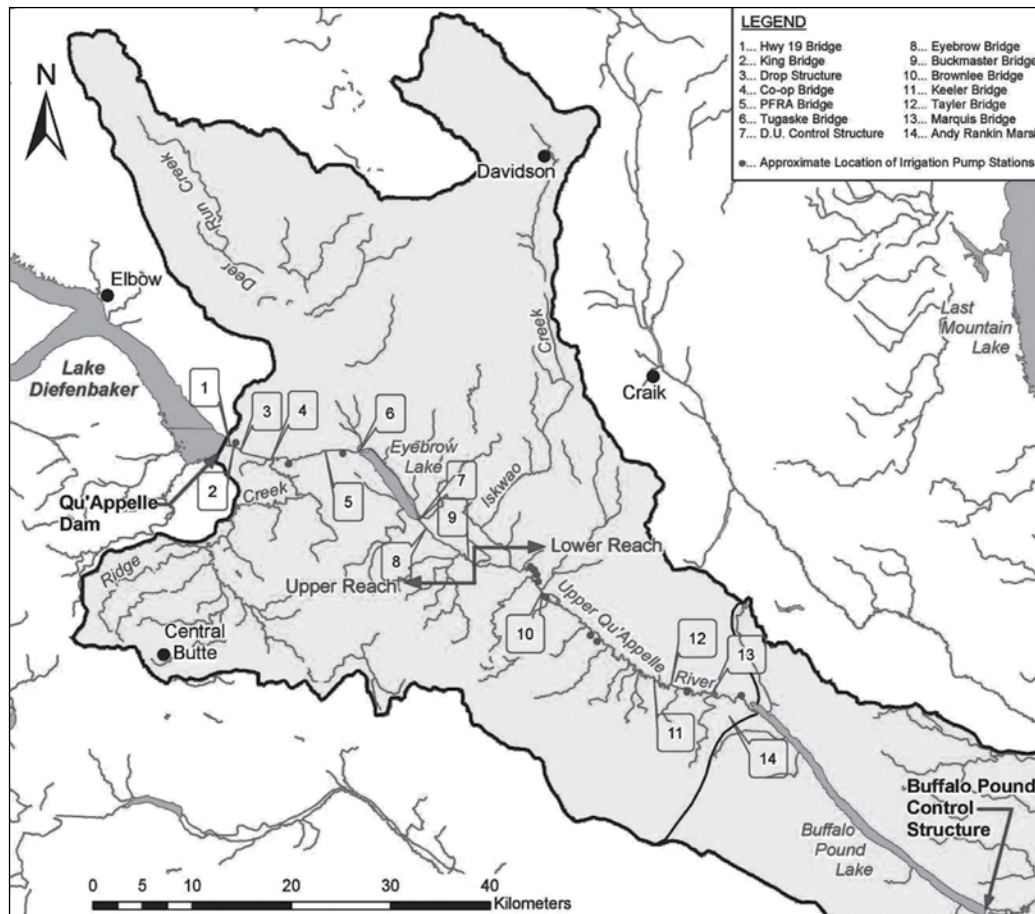 LEGEND
1... Hwy 19 Bridge
2... King Bridge
3... Drop Structure
4... Co-op Bridge
5... PFRA Bridge
6... Tugaske Bridge
7... D.U. Control Structure
8... Eyebrow Bridge
9... Buckmaster Bridge
10... Brownlee Bridge
11... Keeler Bridge
12... Tayler Bridge
13... Marquis Bridge
14... Andy Rankin Marsh
●... Approximate Location of Irrigation Pump Stations
N
Davidson
Deer Run Creek
Elbow
Creek
Last
Mountain
Lake
Lake
Diefenbaker
Craik
1
3
4
6
Eyebrow
Lake
Iskwao
7
Qu'Appelle
Dam
2
Creek
5
9
8
Lower Reach
Ridge
Upper Reach
Upper Qu'Appelle
River
Central
Butte
10
12
13
11
14
Buffalo Pound
Control
Structure
Buffalo
Pound
Lake
0 5 10 20 30 40
Kilometers